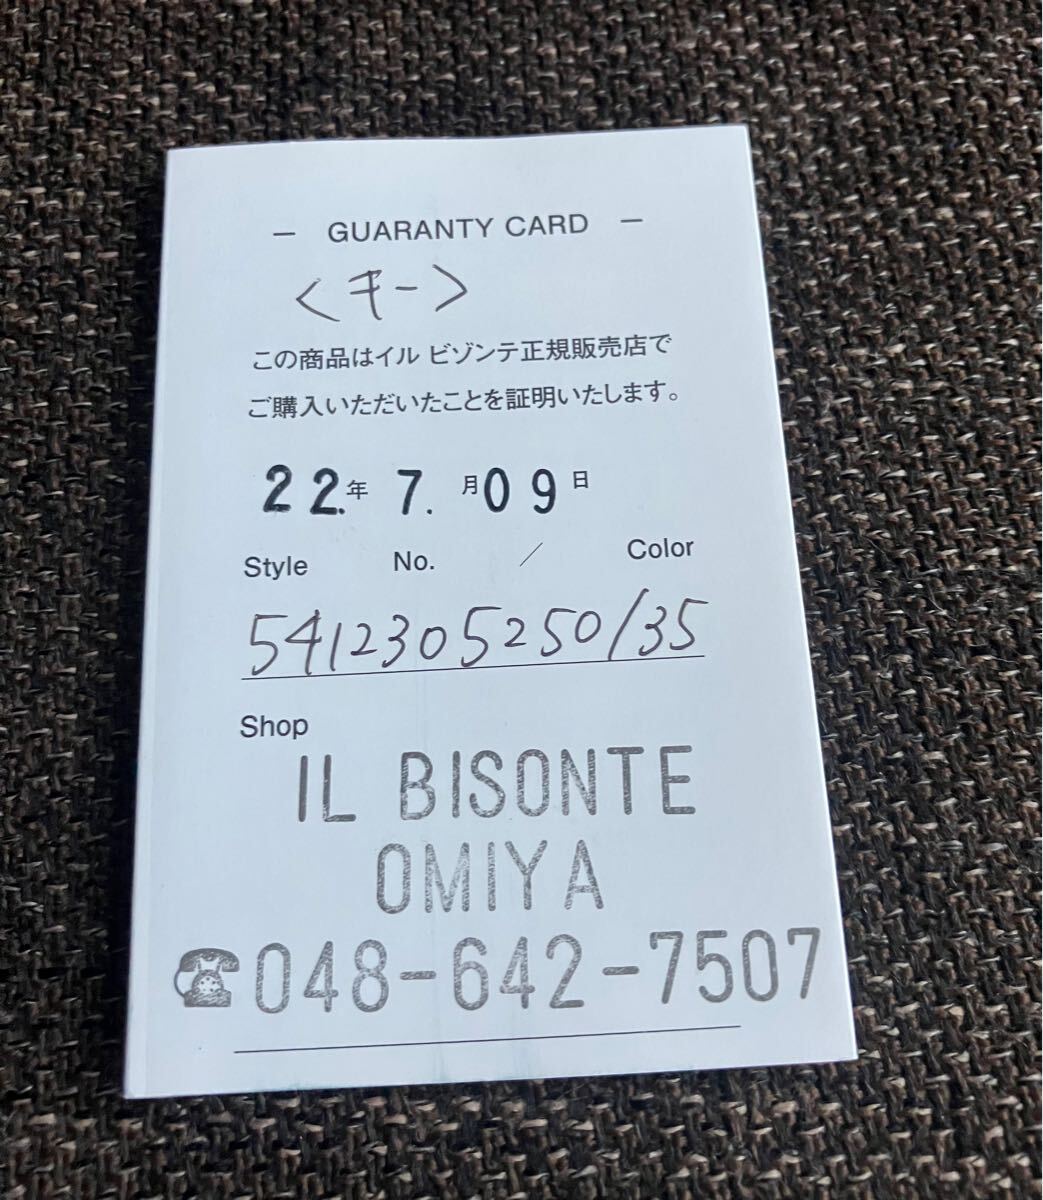 — GUARANTY CARD —
<キー>
この商品はイル ビゾンテ正規販売店で
ご購入いただいたことを証明いたします。
22.年 7. 月09日
Style No. / Color
5412305250/35
Shop
IL BISONTE
OMIYA
☎048-642-7507